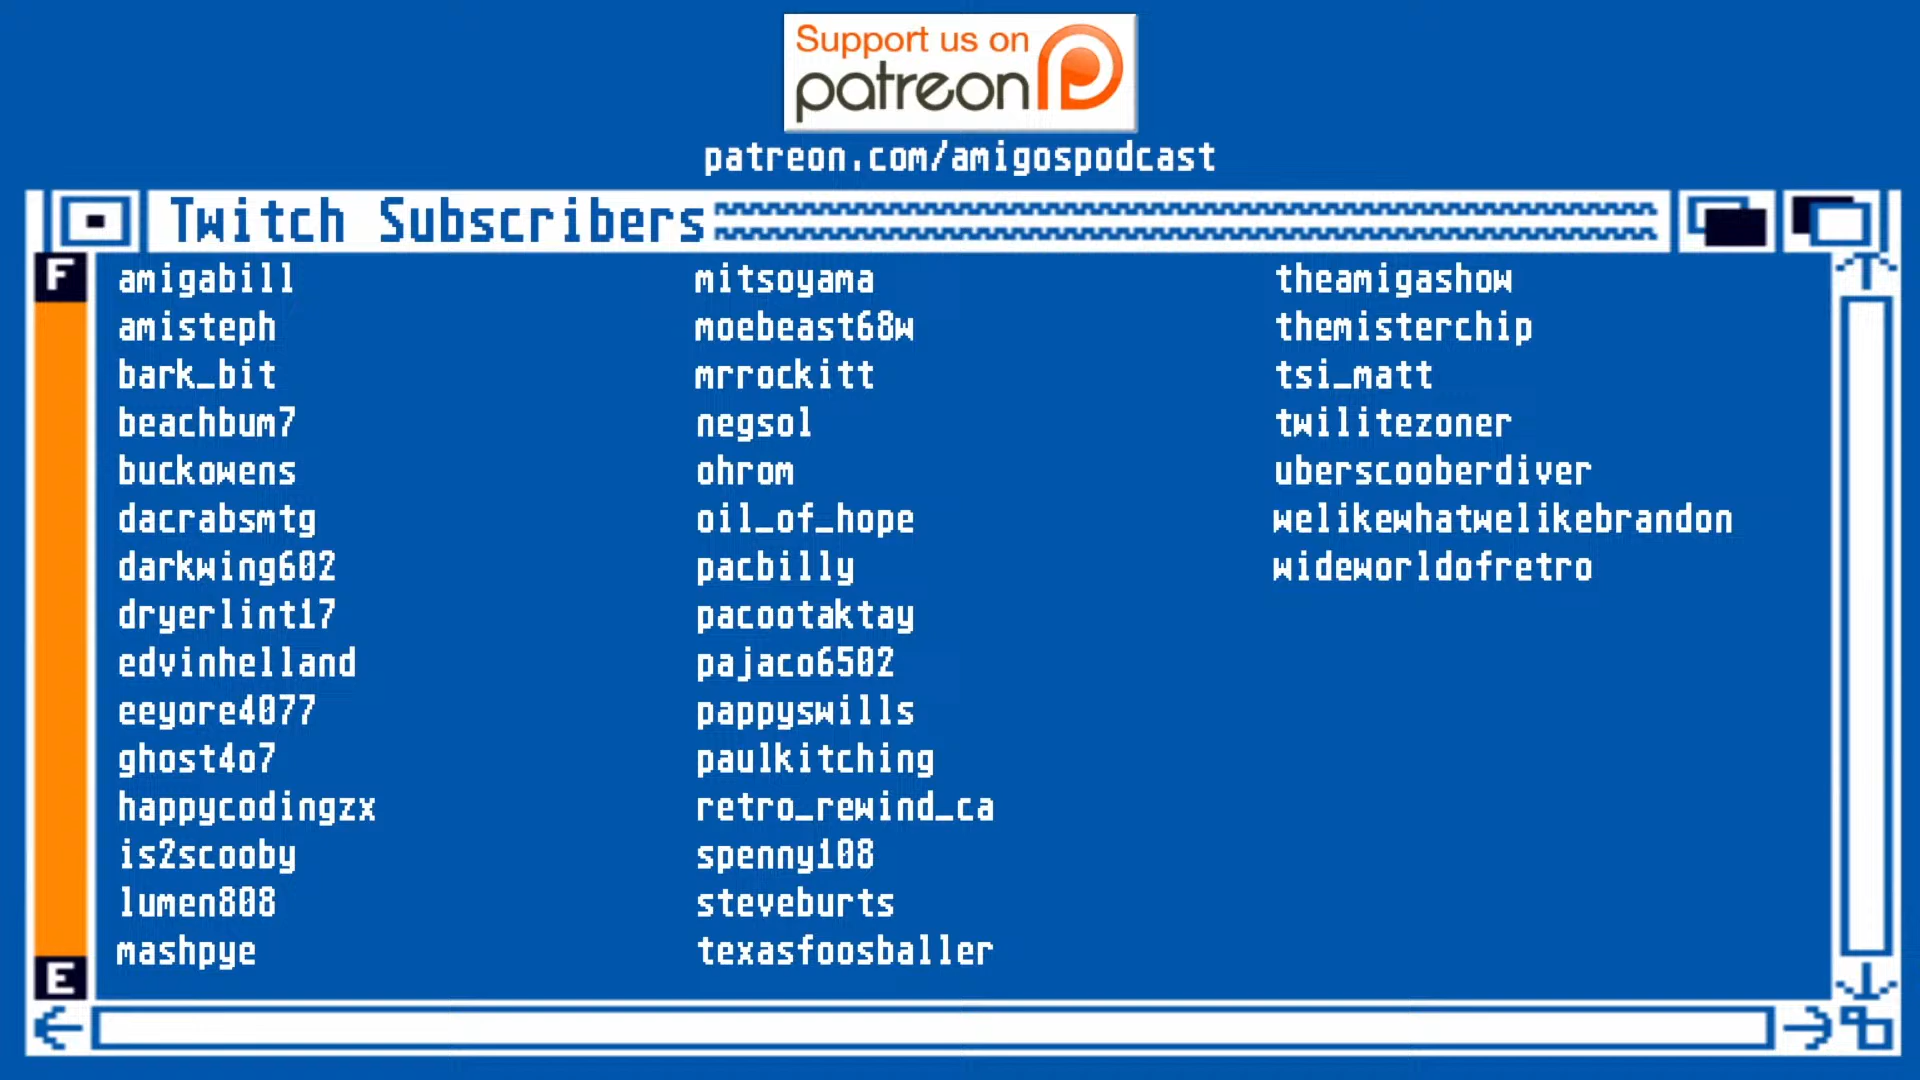 Support us on
patreon
patreon.com/amigospodcast
Twitch Subscribers
F
amigabill
amisteph
bark_bit
beachbum7
buckowens
dacrabsmtg
darkwing602
dryerlint17
edvinhelland
eeyore4077
ghost4o7
happycodingzx
is2scooby
lumen808
mashpye
E
mitsoyama
moebeast68w
mrrockitt
negsol
ohrom
oil_of_hope
pacbilly
pacootaktay
pajaco6502
pappyswills
paulkitching
retro_rewind_ca
spenny108
steveburts
texasfoosballer
theamigashow
themisterchip
tsi_matt
twilitezoner
uberscooberdiver
welikewhatwelikebrandon
wideworldofretro